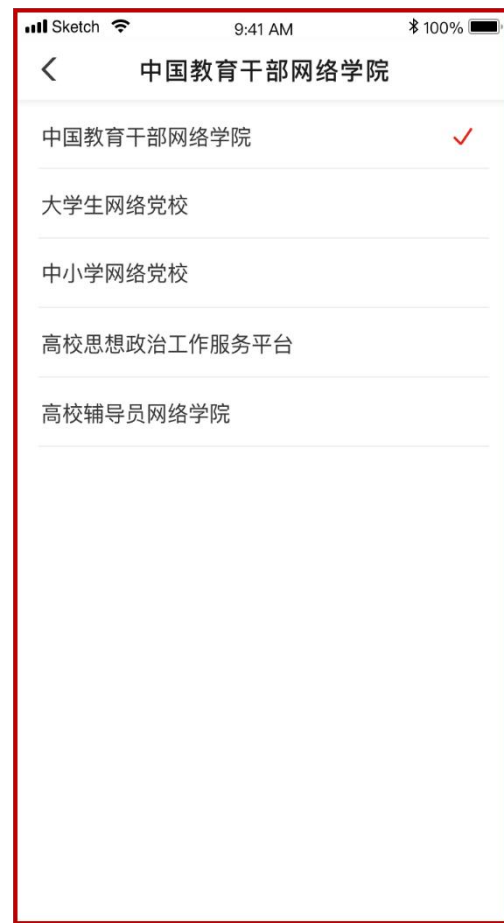 Sketch 9:41 AM 100%
中国教育干部网络学院
中国教育干部网络学院
大学生网络党校
中小学网络党校
高校思想政治工作服务平台
高校辅导员网络学院